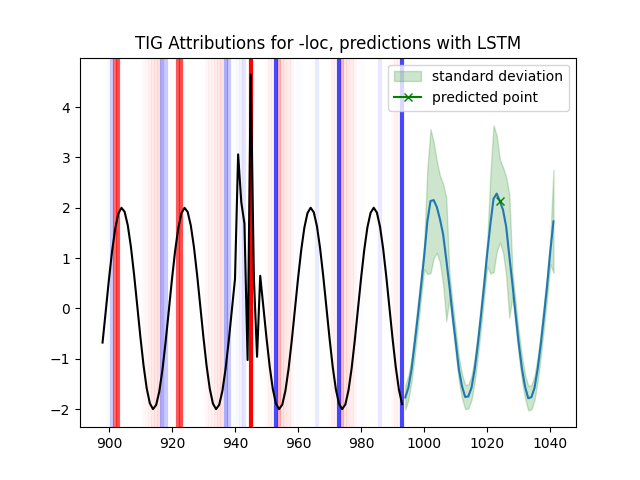 TIG Attributions for -loc, predictions with LSTM
standard deviation
predicted point
4
3
2
1
0
−1
−2
900 920 940 960 980 1000 1020 1040